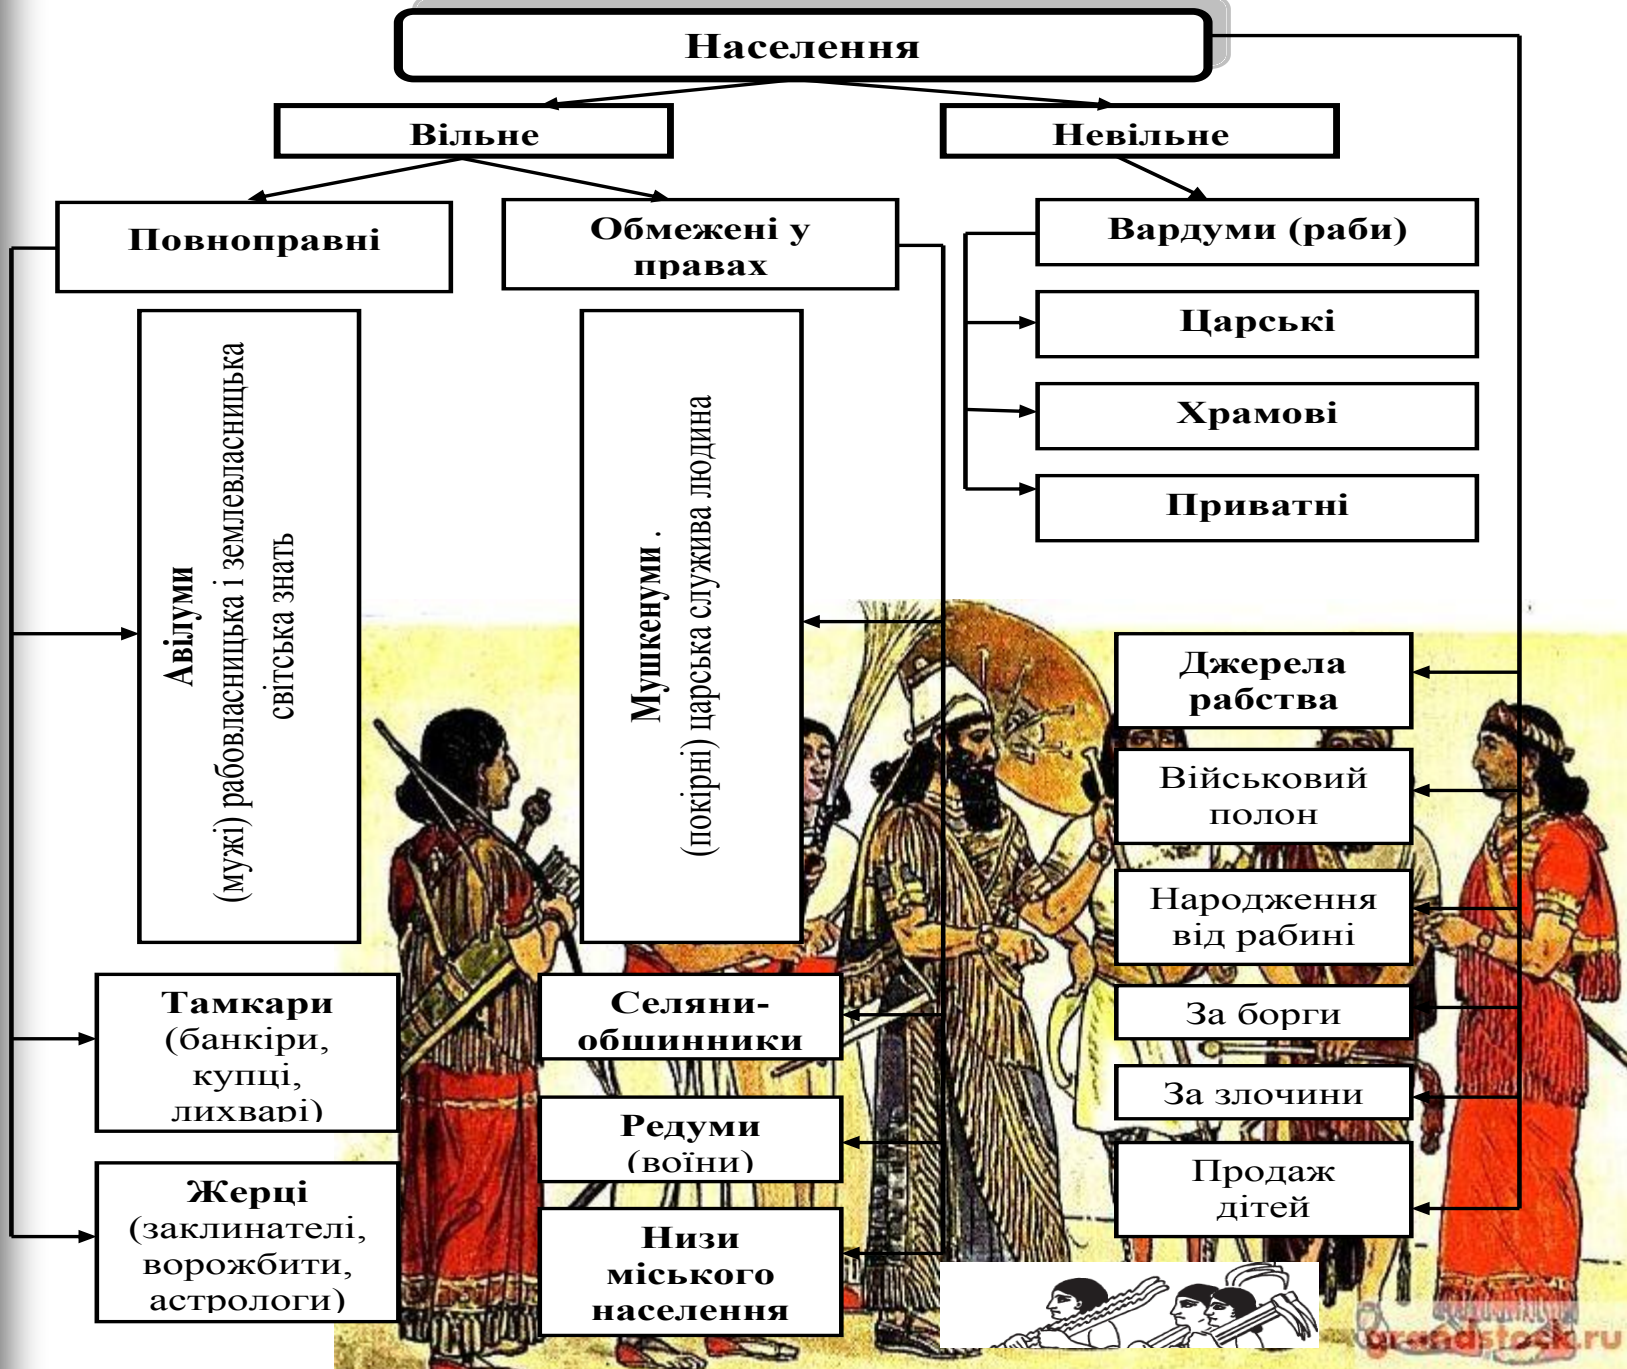 Населення
Вільне
Невільне
Повноправні
Обмежені у
правах
Вардуми (раби)
Царські
Храмові
Приватні
Авілуми
(мужі) рабовласницька і землевласницька
світська знать
Мушкенуми .
(покірні) царська служива людина
Тамкари
(банкіри,
купці,
лихварі)
Жерці
(заклинателі,
ворожбити,
астрологи)
Селяни-
общинники
Редуми
(воїни)
Низи
міського
населення
Джерела
рабства
Військовий
полон
Народження
від рабині
За борги
За злочини
Продаж
дітей
grandstock.ru